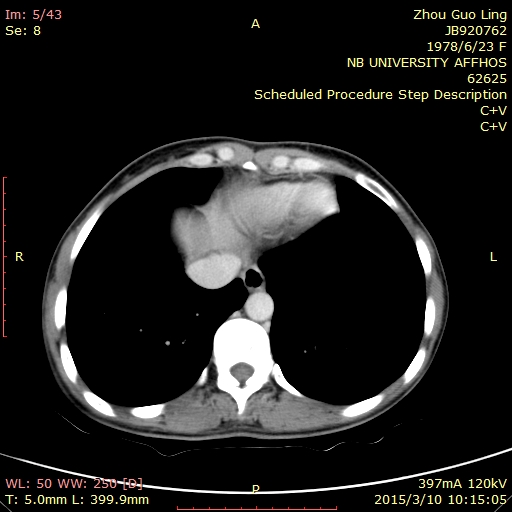 Im: 5/43
Se: 8
A
Zhou Guo Ling
JB920762
1978/6/23 F
NB UNIVERSITY AFFHOS
62625
Scheduled Procedure Step Description
C+V
C+V
R
L
WL: 50 WW: 250 [D]
T: 5.0mm L: 399.9mm
P
397mA 120kV
2015/3/10 10:15:05